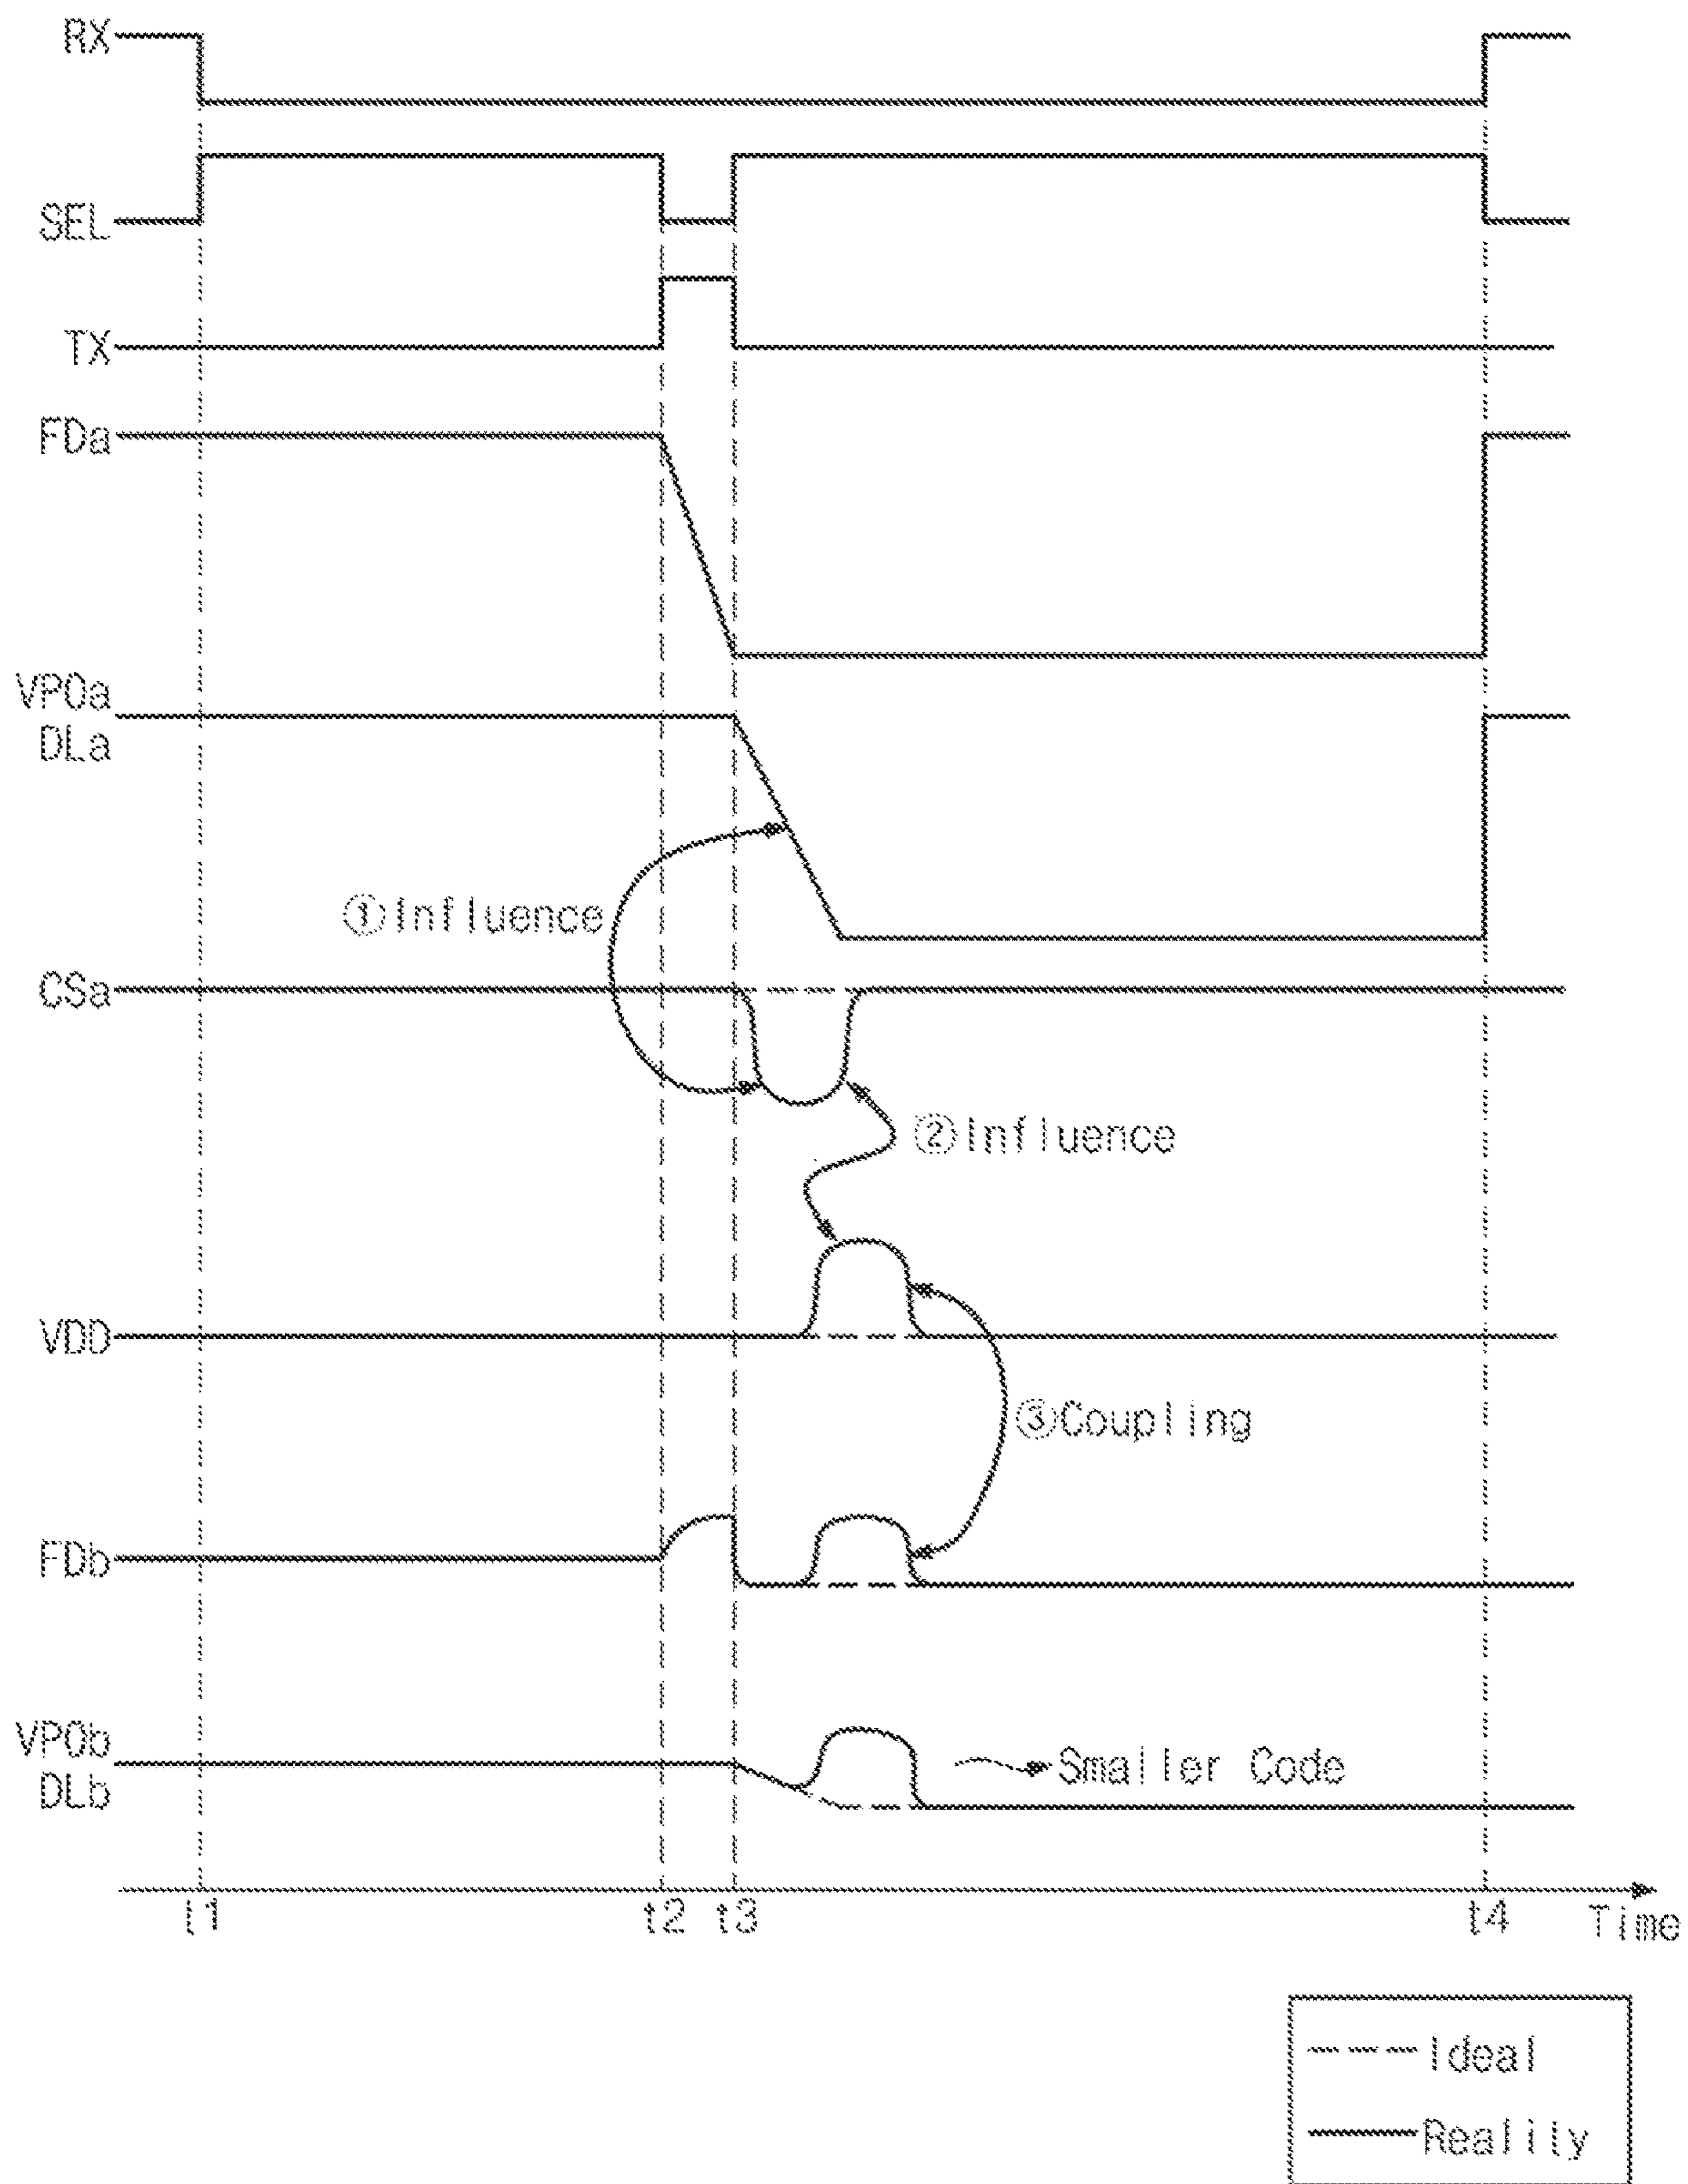 RX
SEL
TX
FDa
VPOa
DLa
①Influence
CSa
②Influence
VDD
③Coupling
FDb
VPOb
DLb
Smaller Code
t1 t2 t3 t4 Time
Ideal
Reality